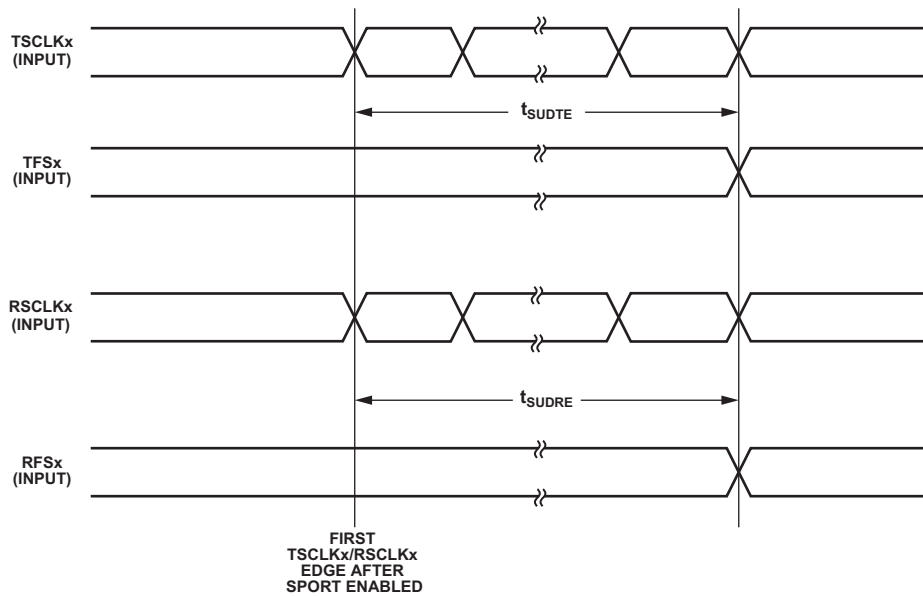 TSCLKx
(INPUT)
tSUDTE
TFSx
(INPUT)
RSCLKx
(INPUT)
tSUDRE
RFSx
(INPUT)
FIRST
TSCLKx/RSCLKx
EDGE AFTER
SPORT ENABLED